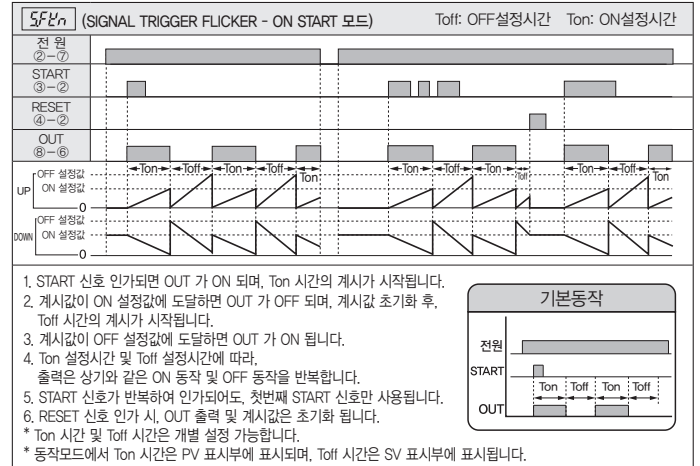 SFtn (SIGNAL TRIGGER FLICKER - ON START 모드) Toff: OFF설정시간 Ton: ON설정시간
전 원
②-⑦
START
③-②
RESET
④-②
OUT
⑧-⑥
Ton Toff Ton Toff Ton Ton Toff Ton Toff Ton Toff Ton
UP OFF 설정값
ON 설정값
0
DOWN OFF 설정값
ON 설정값
0
1. START 신호 인가되면 OUT 가 ON 되며, Ton 시간의 계시가 시작됩니다.
2. 계시값이 ON 설정값에 도달하면 OUT 가 OFF 되며, 계시값 초기화 후,
Toff 시간의 계시가 시작됩니다.
3. 계시값이 OFF 설정값에 도달하면 OUT 가 ON 됩니다.
4. Ton 설정시간 및 Toff 설정시간에 따라,
출력은 상기와 같은 ON 동작 및 OFF 동작을 반복합니다.
5. START 신호가 반복하여 인가되어도, 첫번째 START 신호만 사용됩니다.
6. RESET 신호 인가 시, OUT 출력 및 계시값은 초기화 됩니다.
* Ton 시간 및 Toff 시간은 개별 설정 가능합니다.
* 동작모드에서 Ton 시간은 PV 표시부에 표시되며, Toff 시간은 SV 표시부에 표시됩니다.
기본동작
전원
START
Ton Toff Ton Toff
OUT